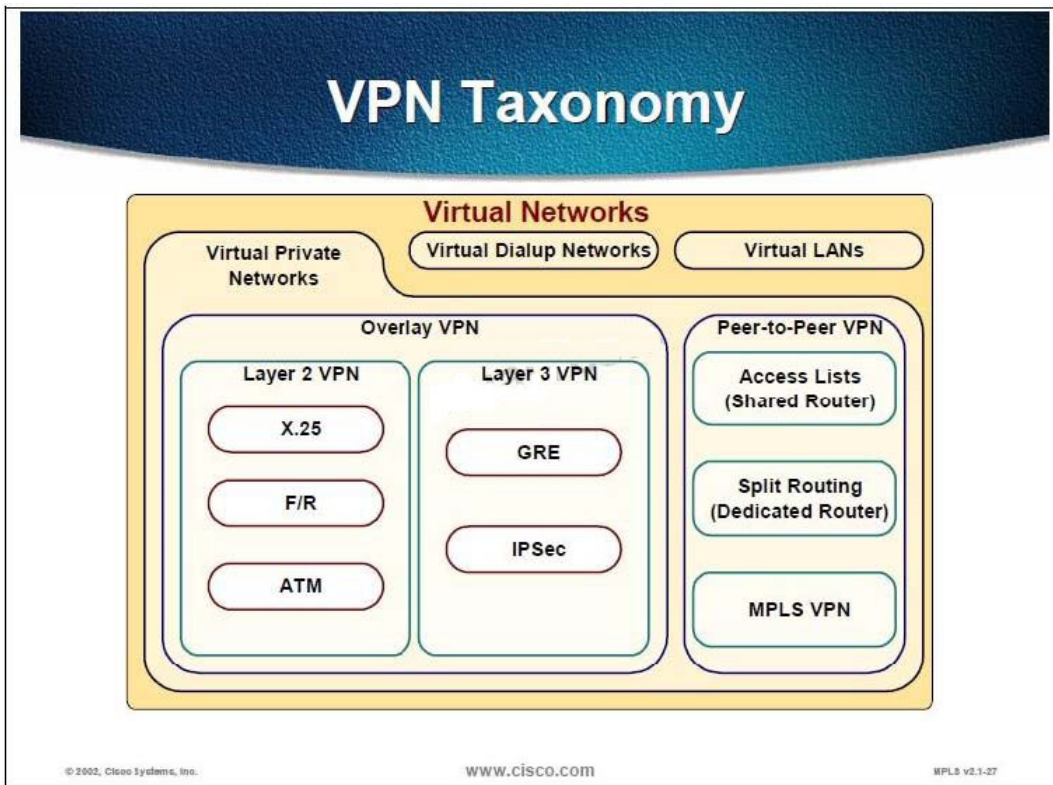 VPN Taxonomy
Virtual Networks
Virtual Private
Networks
Virtual Dialup Networks
Virtual LANs
Overlay VPN
Layer 2 VPN
X.25
F/R
ATM
Layer 3 VPN
GRE
IPSec
Peer-to-Peer VPN
Access Lists
(Shared Router)
Split Routing
(Dedicated Router)
MPLS VPN
© 2002, Cisco Systems, Inc.
www.cisco.com
MPLS v2.1-27